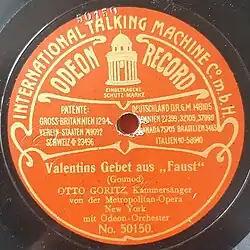 50150
INTERNATIONAL TALKING MACHINE Co. m. b. H.
ODEON RECORD
EINGETRAGENE
SCHUTZ-MARKE
PATENTE:
GROSS-BRITANNIEN 1294
VEREIN-STAATEN
SCHWEIZ + 23456
DEUTSCHLAND D.R.G.M.
ITALIEN
Valentins Gebet aus „Faust"
(Gounod)
OTTO GORITZ, Kammersänger
von der Metropolitan-Opera
New York
mit Odeon-Orchester
No. 50150.